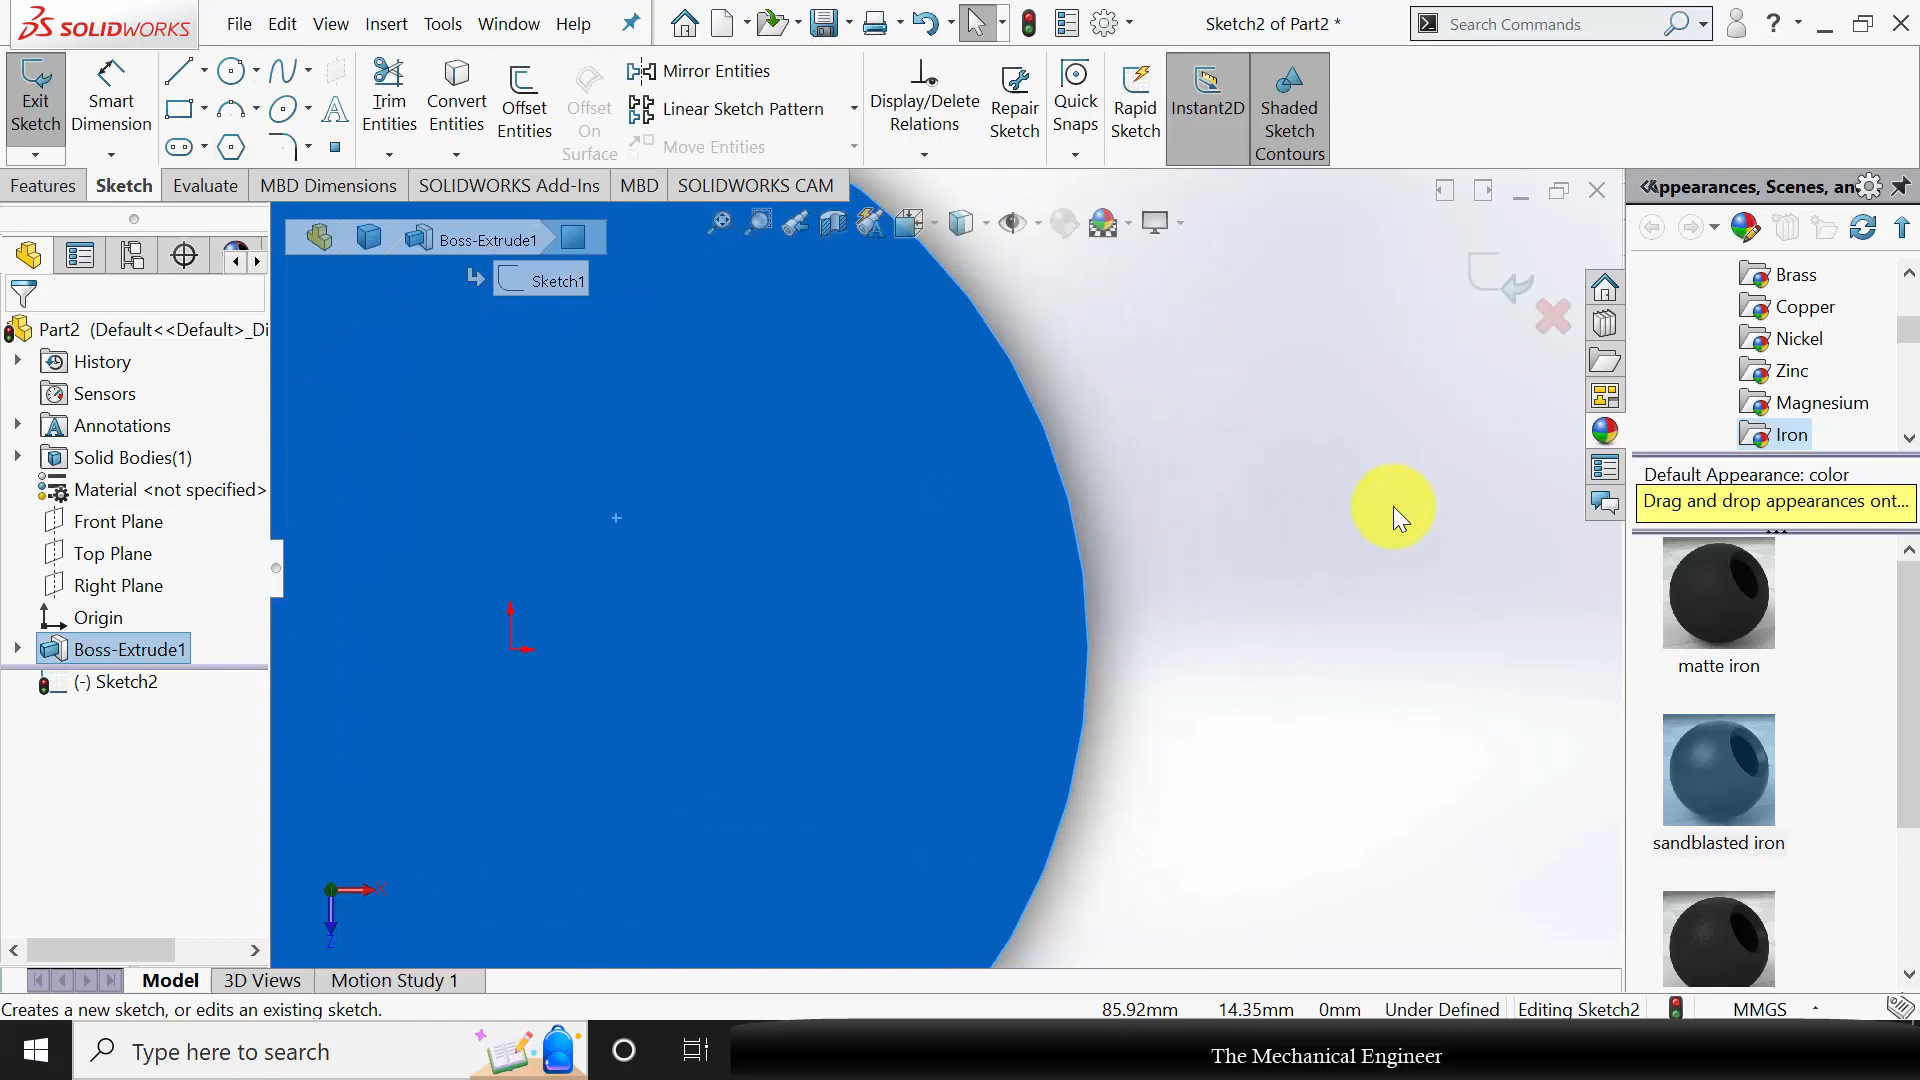 SOLIDWORKS
File Edit View Insert Tools Window Help
Sketch2 of Part2 *
Search Commands
Exit Sketch
Smart Dimension
Trim Entities
Convert Entities
Offset Entities
Offset On Surface
Mirror Entities
Linear Sketch Pattern
Move Entities
Display/Delete Relations
Repair Sketch
Quick Snaps
Rapid Sketch
Instant2D
Shaded Sketch Contours
Features Sketch Evaluate MBD Dimensions SOLIDWORKS Add-Ins MBD SOLIDWORKS CAM
Appearances, Scenes, an
Boss-Extrude1
Sketch1
Part2 (Default<<Default>_Di
History
Sensors
Annotations
Solid Bodies(1)
Material <not specified>
Front Plane
Top Plane
Right Plane
Origin
Boss-Extrude1
(-) Sketch2
X
Z
Brass
Copper
Nickel
Zinc
Magnesium
Iron
Default Appearance: color
Drag and drop appearances ont...
matte iron
sandblasted iron
Model 3D Views Motion Study 1
Creates a new sketch, or edits an existing sketch.
85.92mm 14.35mm 0mm Under Defined Editing Sketch2 MMGS
Type here to search
The Mechanical Engineer